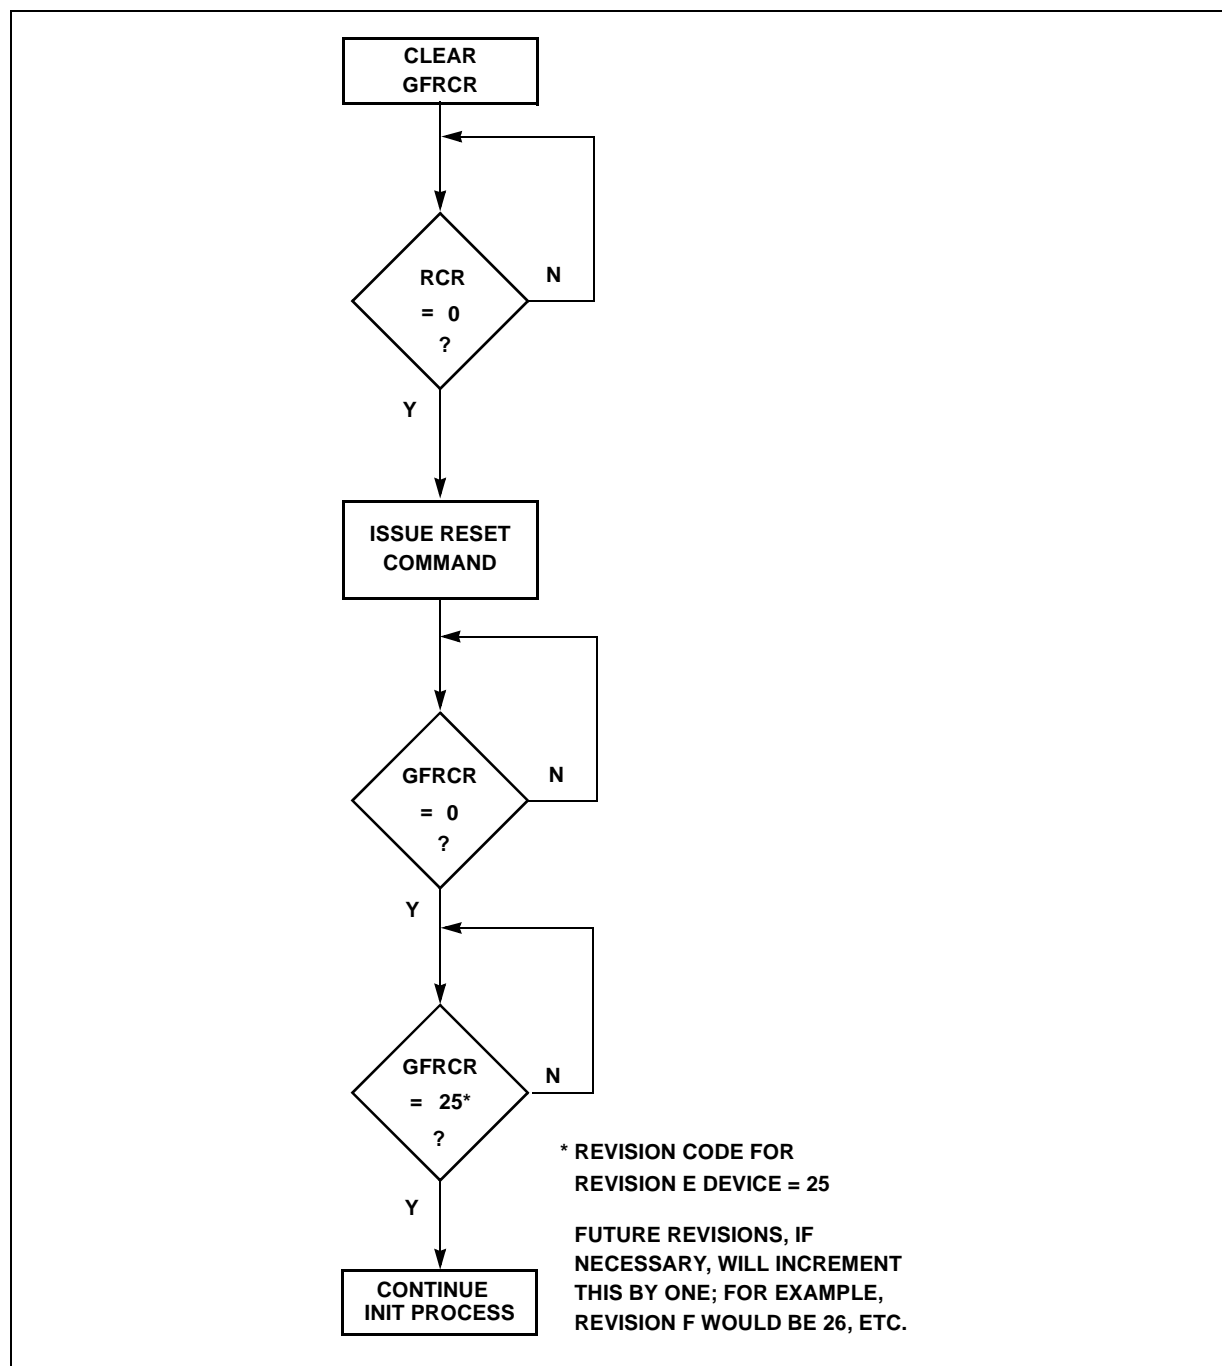 CLEAR
GFRCR
RCR
= 0
?
N
Y
ISSUE RESET
COMMAND
GFRCR
= 0
?
N
Y
GFRCR
= 25*
?
N
Y
CONTINUE
INIT PROCESS
* REVISION CODE FOR
REVISION E DEVICE = 25
FUTURE REVISIONS, IF
NECESSARY, WILL INCREMENT
THIS BY ONE; FOR EXAMPLE,
REVISION F WOULD BE 26, ETC.